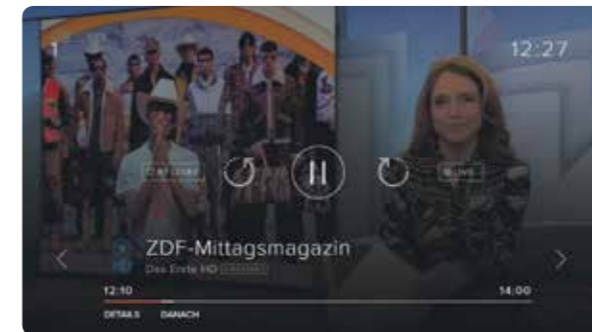 1
12:27
ZDF-Mittagsmagazin
Das Erste HD
12:10
14:00
DETAILS DANACH